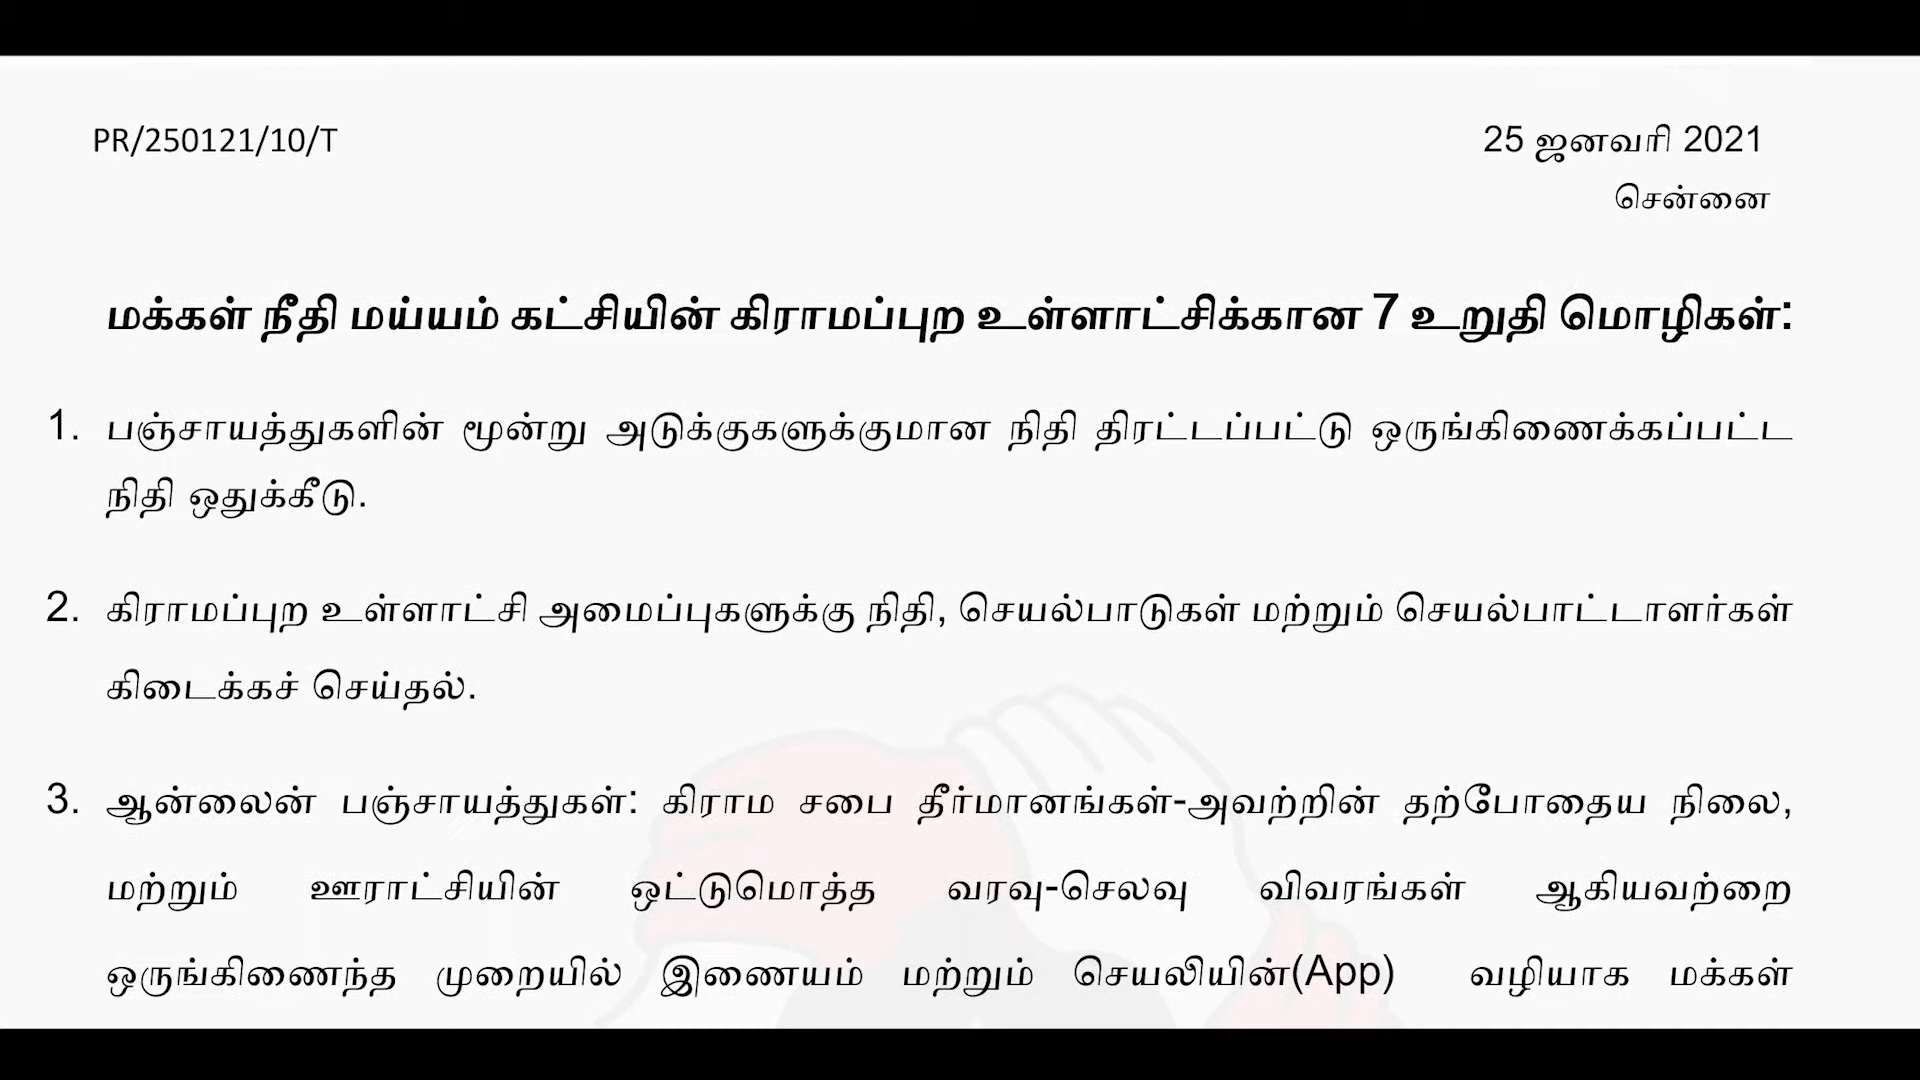 PR/250121/10/T
25 ஜனவரி 2021
சென்னை
மக்கள் நீதி மய்யம் கட்சியின் கிராமப்புற உள்ளாட்சிக்கான 7 உறுதி மொழிகள்:
1. பஞ்சாயத்துகளின் மூன்று அடுக்குகளுக்குமான நிதி திரட்டப்பட்டு ஒருங்கிணைக்கப்பட்ட
நிதி ஒதுக்கீடு.
2. கிராமப்புற உள்ளாட்சி அமைப்புகளுக்கு நிதி, செயல்பாடுகள் மற்றும் செயல்பாட்டாளர்கள்
கிடைக்கச் செய்தல்.
3. ஆன்லைன் பஞ்சாயத்துகள்: கிராம சபை தீர்மானங்கள்-அவற்றின் தற்போதைய நிலை,
மற்றும் ஊராட்சியின் ஒட்டுமொத்த வரவு-செலவு விவரங்கள் ஆகியவற்றை
ஒருங்கிணைந்த முறையில் இணையம் மற்றும் செயலியின்(App) வழியாக மக்கள்